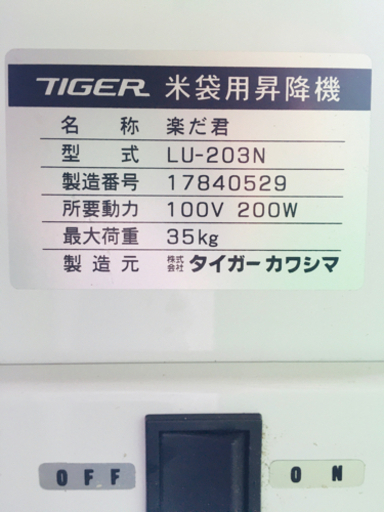 TIGER 米袋用昇降機
名称 楽だ君
型式 LU-203N
製造番号 17840529
所要動力 100V 200W
最大荷重 35kg
製造元 株式会社 タイガーカワシマ
OFF ON